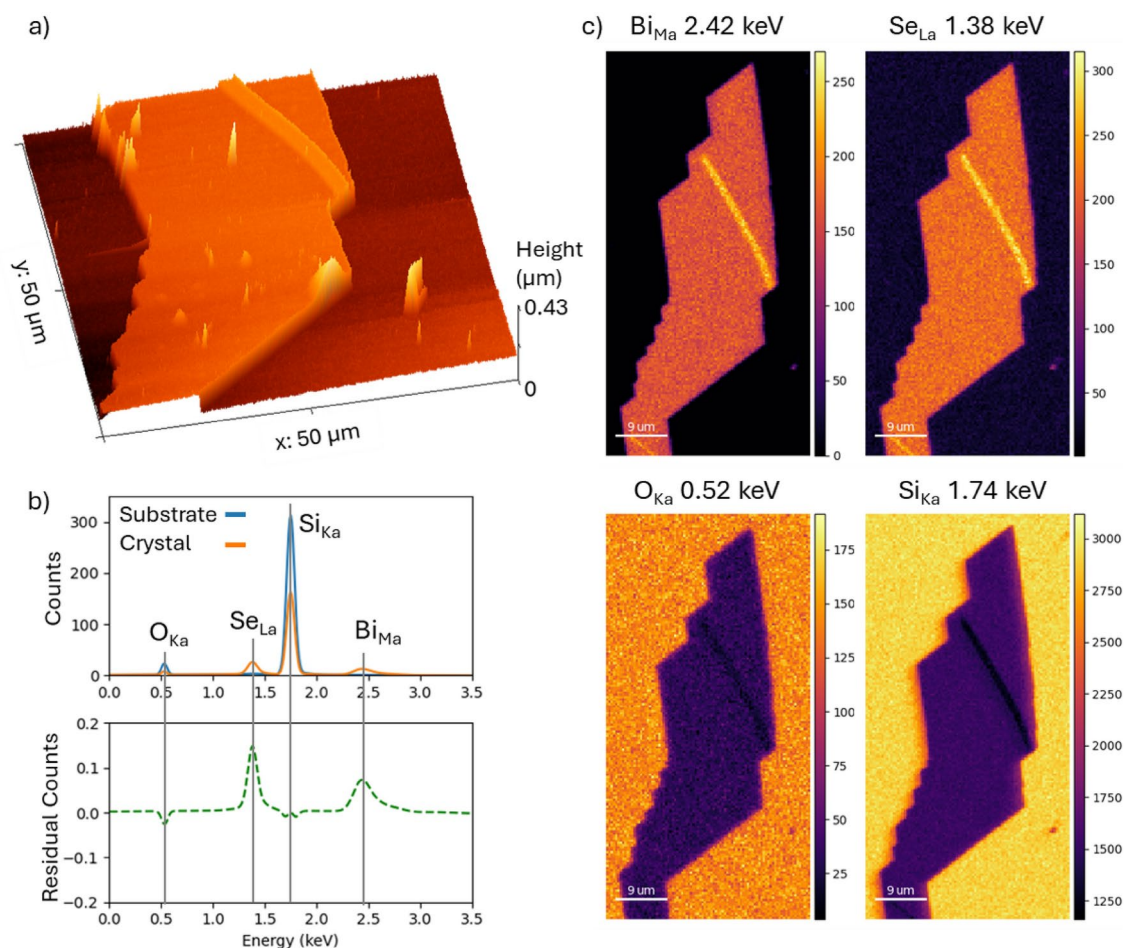 a)
Height
(µm)
0.43
0
y: 50 µm
x: 50 µm
b)
Substrate
Crystal
Si_Ka
Se_La
O_Ka
Bi_Ma
Counts
300
200
100
0
0.0 0.5 1.0 1.5 2.0 2.5 3.0 3.5
Residual Counts
0.2
0.1
0.0
−0.1
−0.2
0.0 0.5 1.0 1.5 2.0 2.5 3.0 3.5
Energy (keV)
c)
Bi_Ma 2.42 keV
250
200
150
100
50
0
9 um
Se_La 1.38 keV
300
250
200
150
100
50
9 um
O_Ka 0.52 keV
175
150
125
100
75
50
25
9 um
Si_Ka 1.74 keV
3000
2750
2500
2250
2000
1750
1500
1250
9 um